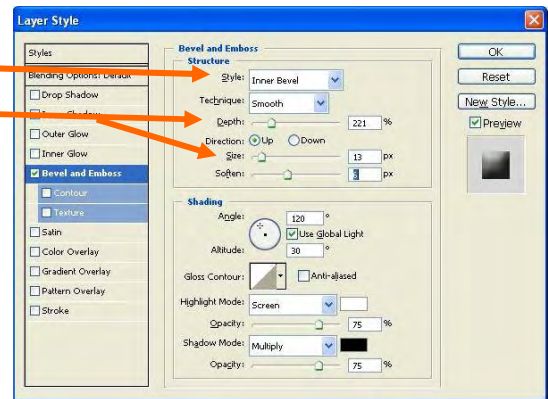 Layer Style
Styles
Blending Options: Default
Drop Shadow
Inner Shadow
Outer Glow
Inner Glow
Bevel and Emboss
Contour
Texture
Satin
Color Overlay
Gradient Overlay
Pattern Overlay
Stroke
Bevel and Emboss
Structure
Style: Inner Bevel
Technique: Smooth
Depth: 221 %
Direction: Up Down
Size: 13 px
Soften: px
Shading
Angle: 120 °
Use Global Light
Altitude: 30 °
Gloss Contour: Anti-aliased
Highlight Mode: Screen
Opacity: 75 %
Shadow Mode: Multiply
Opacity: 75 %
OK
Reset
New Style...
Preview